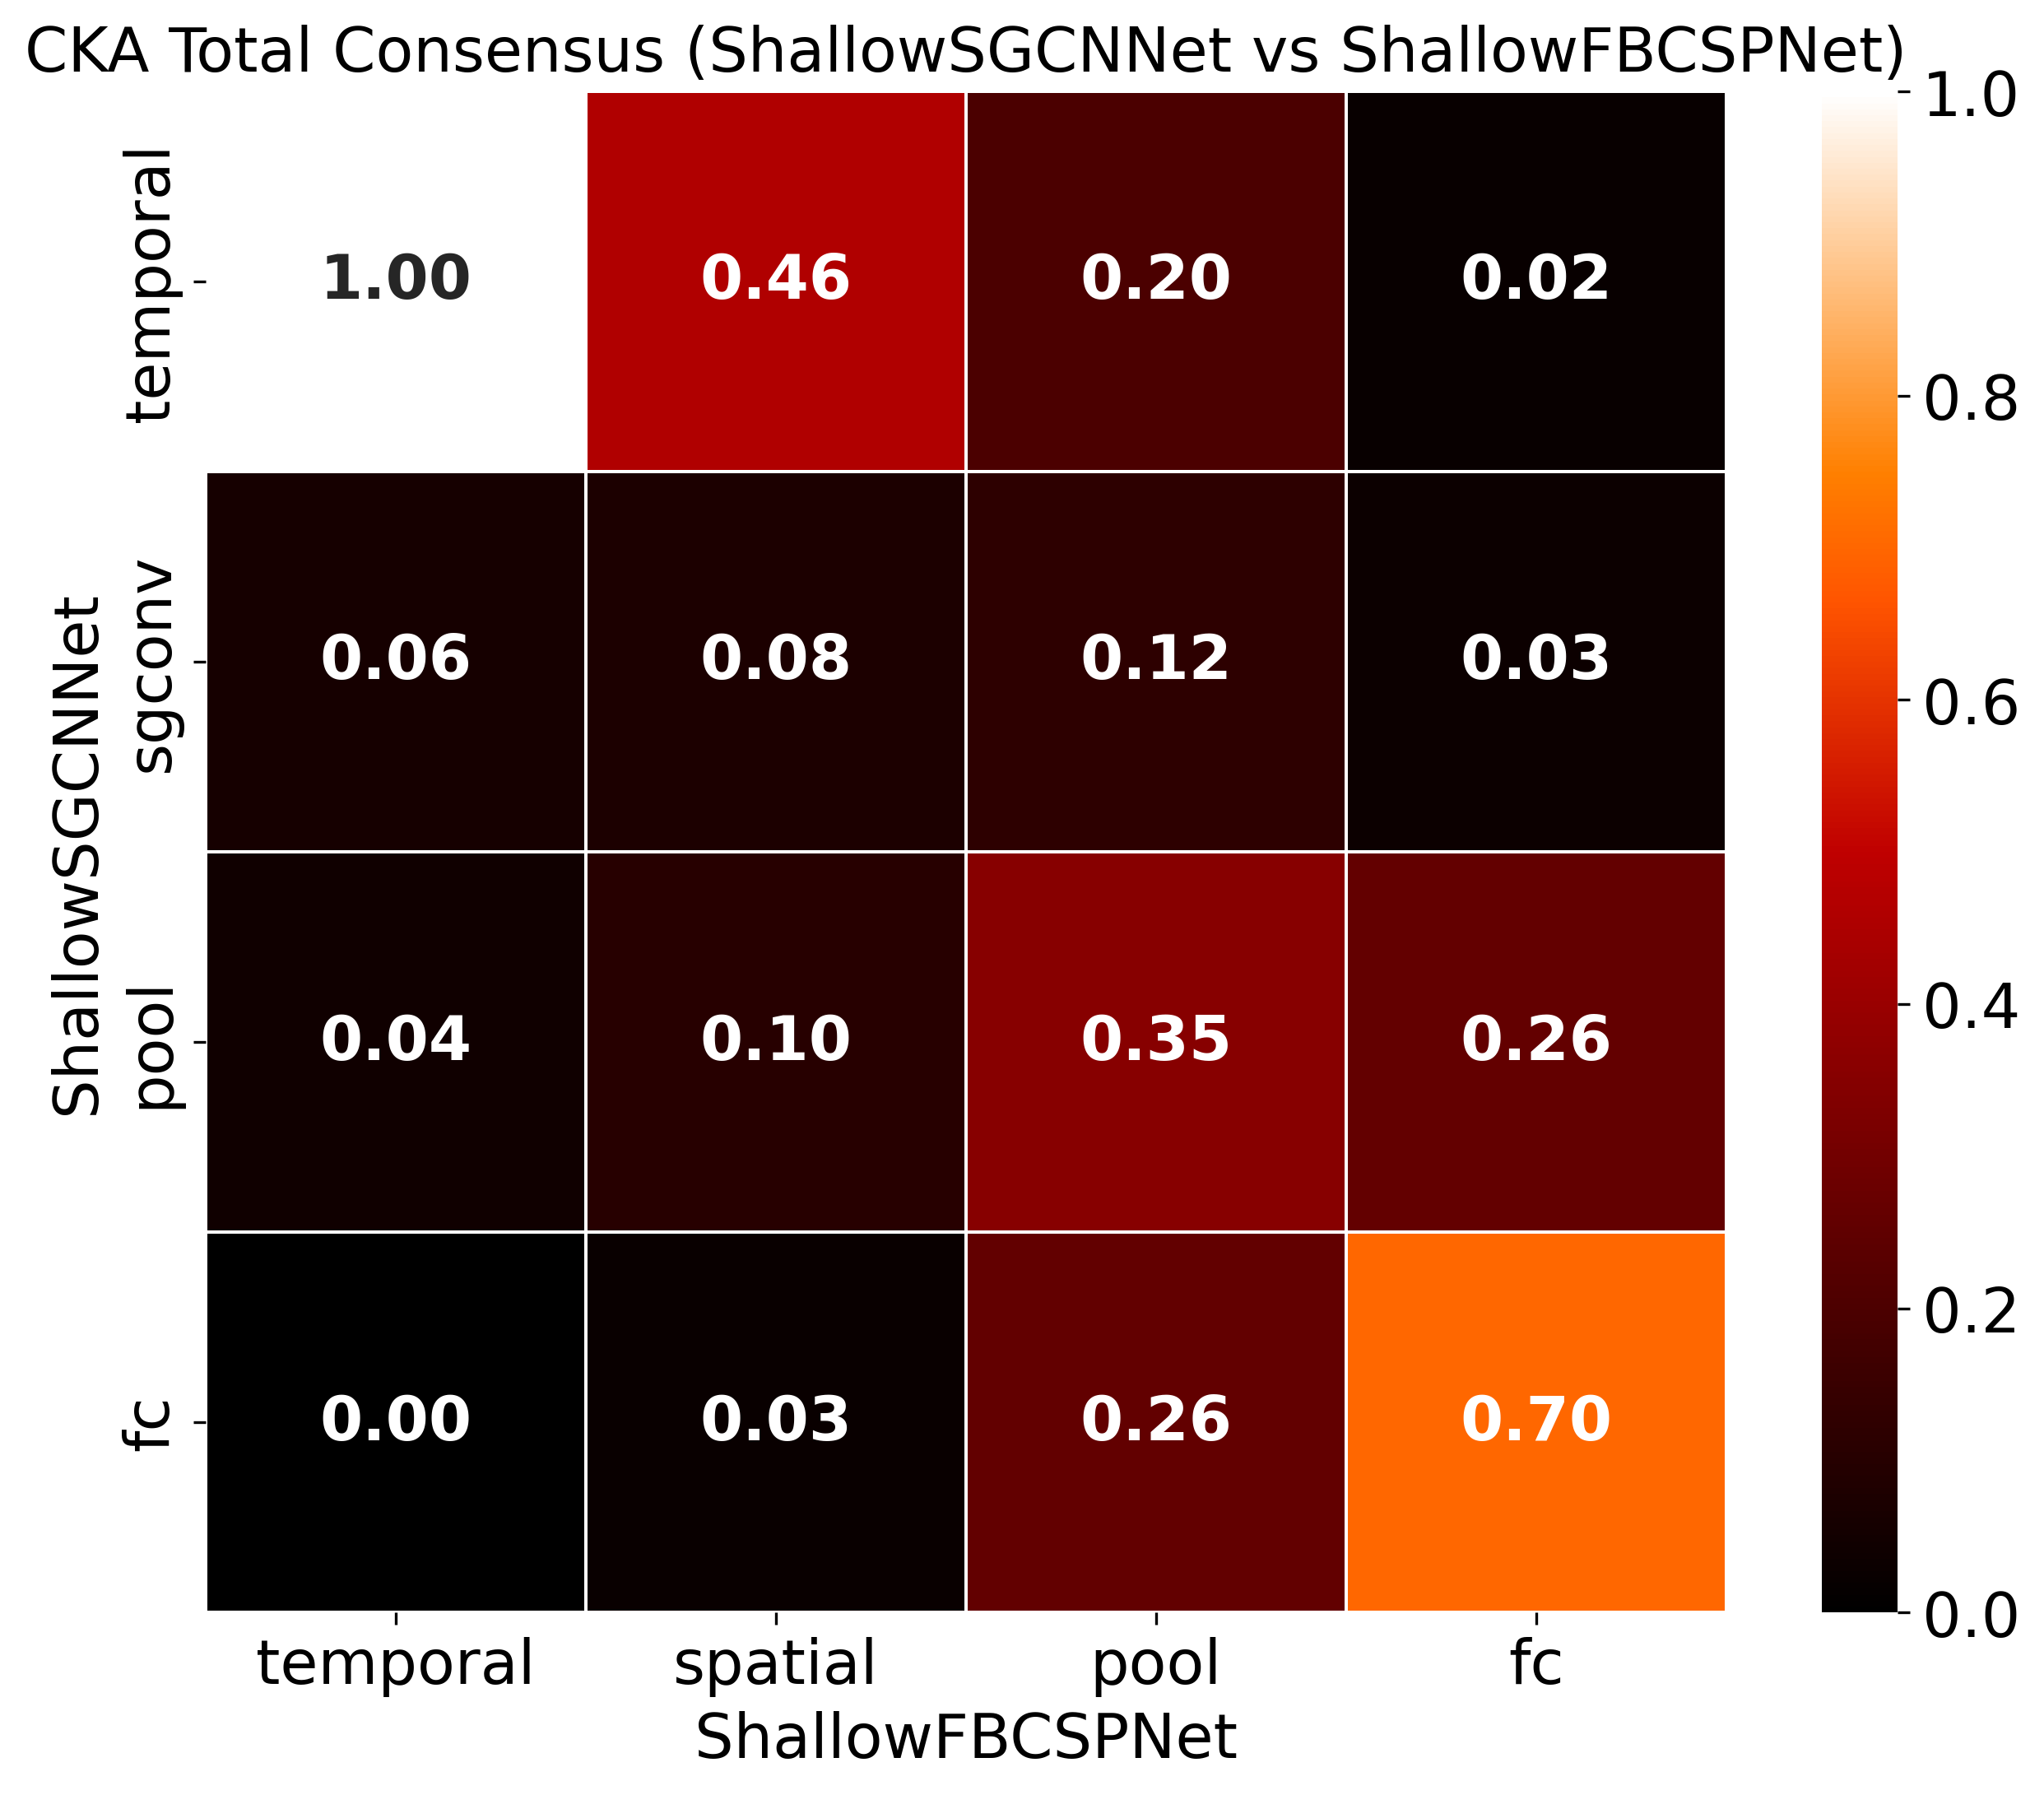 CKA Total Consensus (ShallowSGCNNet vs ShallowFBCSPNet)
ShallowSGCNNet
temporal
1.00 0.46 0.20 0.02
sgconv
0.06 0.08 0.12 0.03
pool
0.04 0.10 0.35 0.26
fc
0.00 0.03 0.26 0.70
temporal spatial pool fc
ShallowFBCSPNet
1.0
0.8
0.6
0.4
0.2
0.0